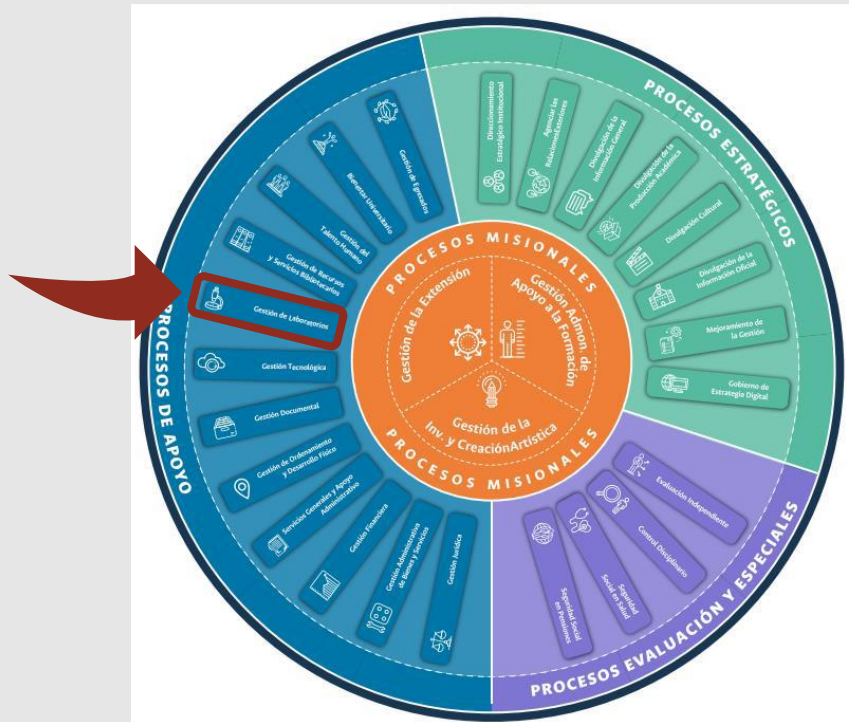 PROCESOS ESTRATÉGICOS
Direccionamiento
Estratégico Institucional
Agenciar las
RelacionesExteriores
Divulgación de la
Información General
Divulgación de la
Producción Académica
Divulgación Cultural
Divulgación de la
Información Oficial
Mejoramiento de
la Gestión
Gobierno de
Estrategia Digital
PROCESOS EVALUACIÓN Y ESPECIALES
Evaluación Independiente
Control Disciplinario
Seguridad
Social en Salud
Seguridad Social
en Pensiones
PROCESOS DE APOYO
Gestión de Egresados
Bienestar Universitario
Gestión del
Talento Humano
Gestión de Recursos
y Servicios Bibliotecarios
Gestión de Laboratorios
Gestión Tecnológica
Gestión Documental
Gestión de Ordenamiento
y Desarrollo Físico
Servicios Generales y Apoyo
Administrativo
Gestión Financiera
Gestión Administrativa
de Bienes y Servicios
Gestión Jurídica
PROCESOS MISIONALES
Gestión de la Extensión
Gestión Admon. de
Apoyo a la Formación
Gestión de la
Inv. y CreaciónArtística
PROCESOS MISIONALES